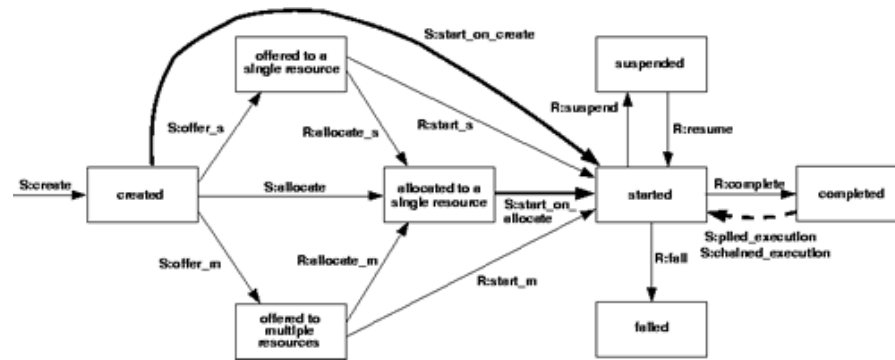 S:start_on_create
offered to a
single resource
suspended
S:offer_s
R:allocate_s
R:start_s
R:suspend
R:resume
S:create
created
S:allocate
allocated to a
single resource
S:start_on_
allocate
started
R:complete
completed
S:piled_execution
S:chained_execution
S:offer_m
R:allocate_m
R:start_m
R:fail
offered to
multiple
resources
failed